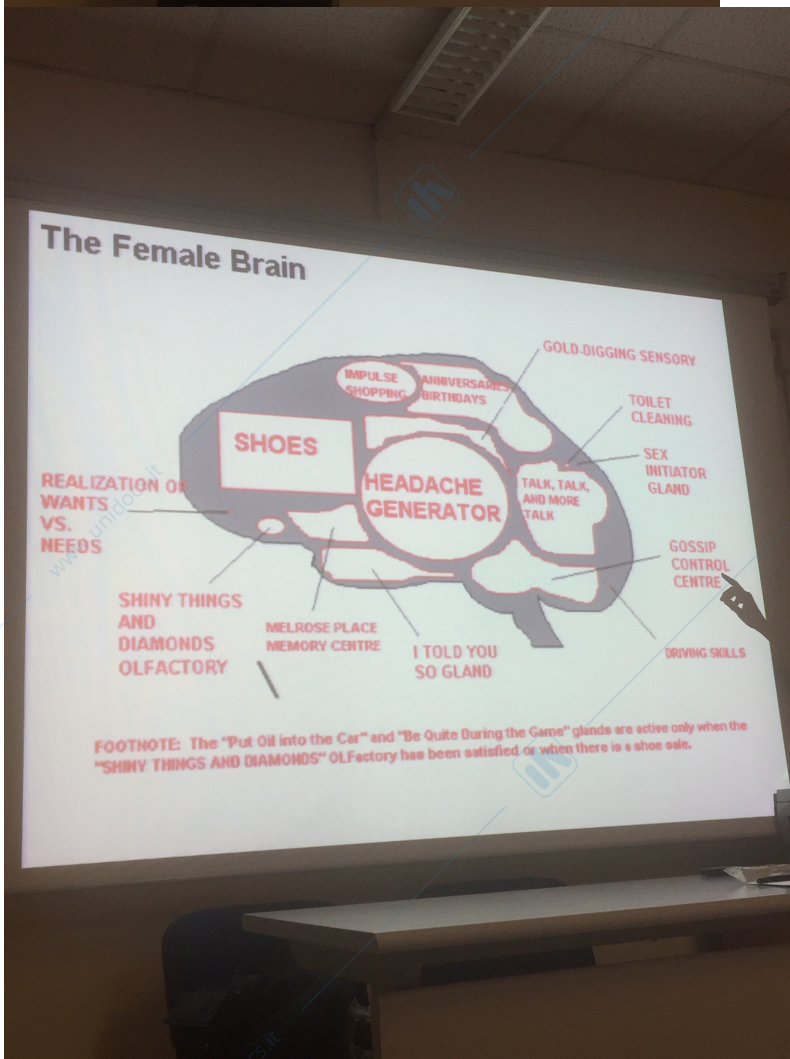 The Female Brain
GOLD-DIGGING SENSORY
IMPULSE
SHOPPING
ANNIVERSARIES
BIRTHDAYS
TOILET
CLEANING
SHOES
SEX
INITIATOR
GLAND
REALIZATION OF
WANTS
VS.
NEEDS
HEADACHE
GENERATOR
TALK, TALK,
AND MORE
TALK
GOSSIP
CONTROL
CENTRE
SHINY THINGS
AND
DIAMONDS
OLFACTORY
MELROSE PLACE
MEMORY CENTRE
I TOLD YOU
SO GLAND
DRIVING SKILLS
FOOTNOTE: The "Put Oil into the Car" and "Be Quite During the Game" glands are active only when the
"SHINY THINGS AND DIAMONDS" OLFactory has been satisfied or when there is a shoe sale.